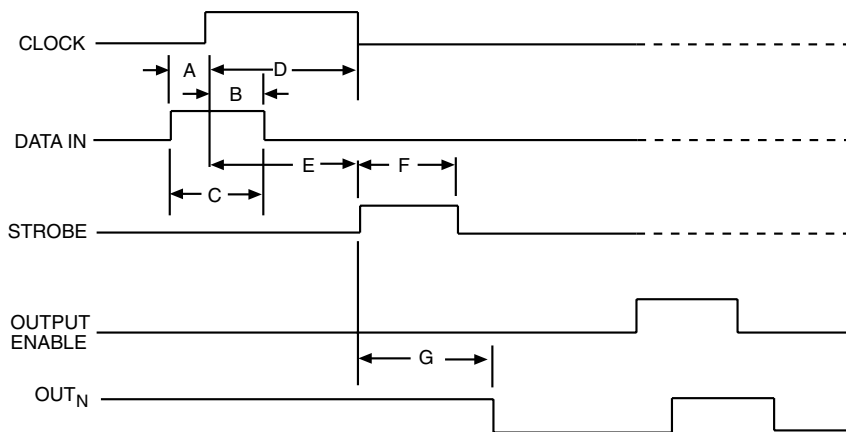 CLOCK
A
D
B
DATA IN
E
F
C
STROBE
OUTPUT
ENABLE
G
OUTN